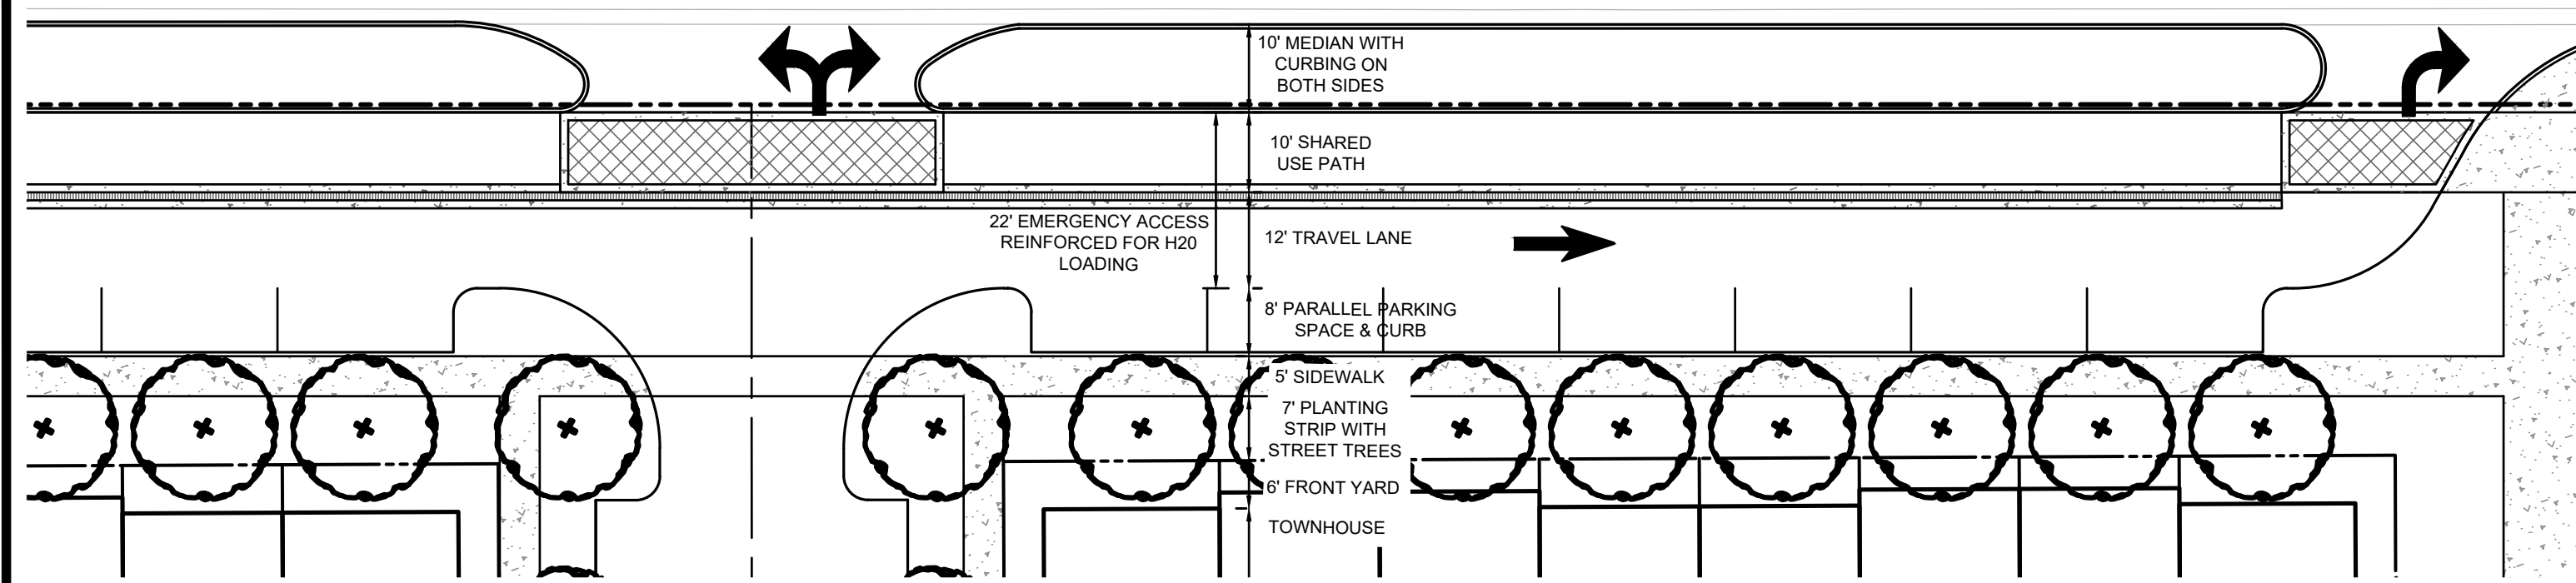 10' MEDIAN WITH
CURBING ON
BOTH SIDES
10' SHARED
USE PATH
22' EMERGENCY ACCESS
REINFORCED FOR H20
LOADING
12' TRAVEL LANE
8' PARALLEL PARKING
SPACE & CURB
5' SIDEWALK
7' PLANTING
STRIP WITH
STREET TREES
6' FRONT YARD
TOWNHOUSE